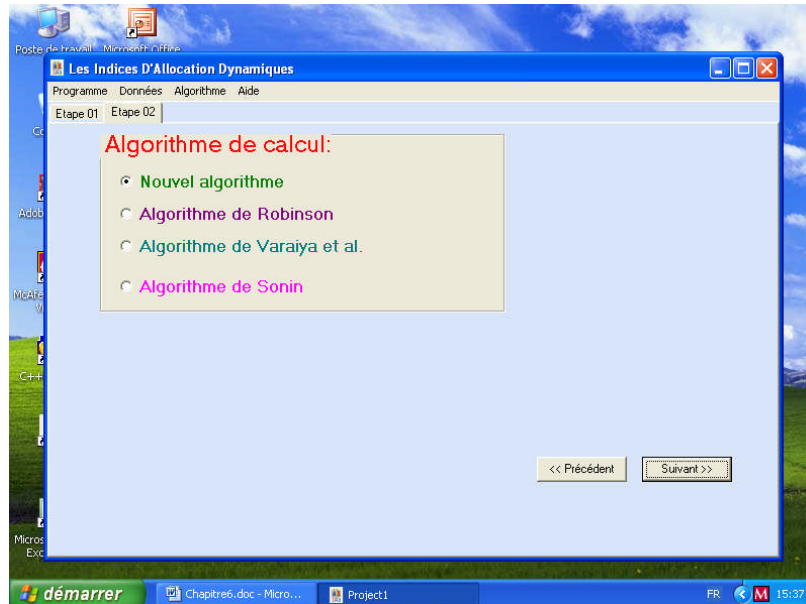 Poste de travail Microsoft Office
Les Indices D'Allocation Dynamiques
Programme Données Algorithme Aide
Etape 01 Etape 02
Algorithme de calcul:
Nouvel algorithme
Algorithme de Robinson
Algorithme de Varaiya et al.
Algorithme de Sonin
<< Précédent Suivant >>
démarrer Chapitre6.doc - Micro... Project1 FR M 15:37